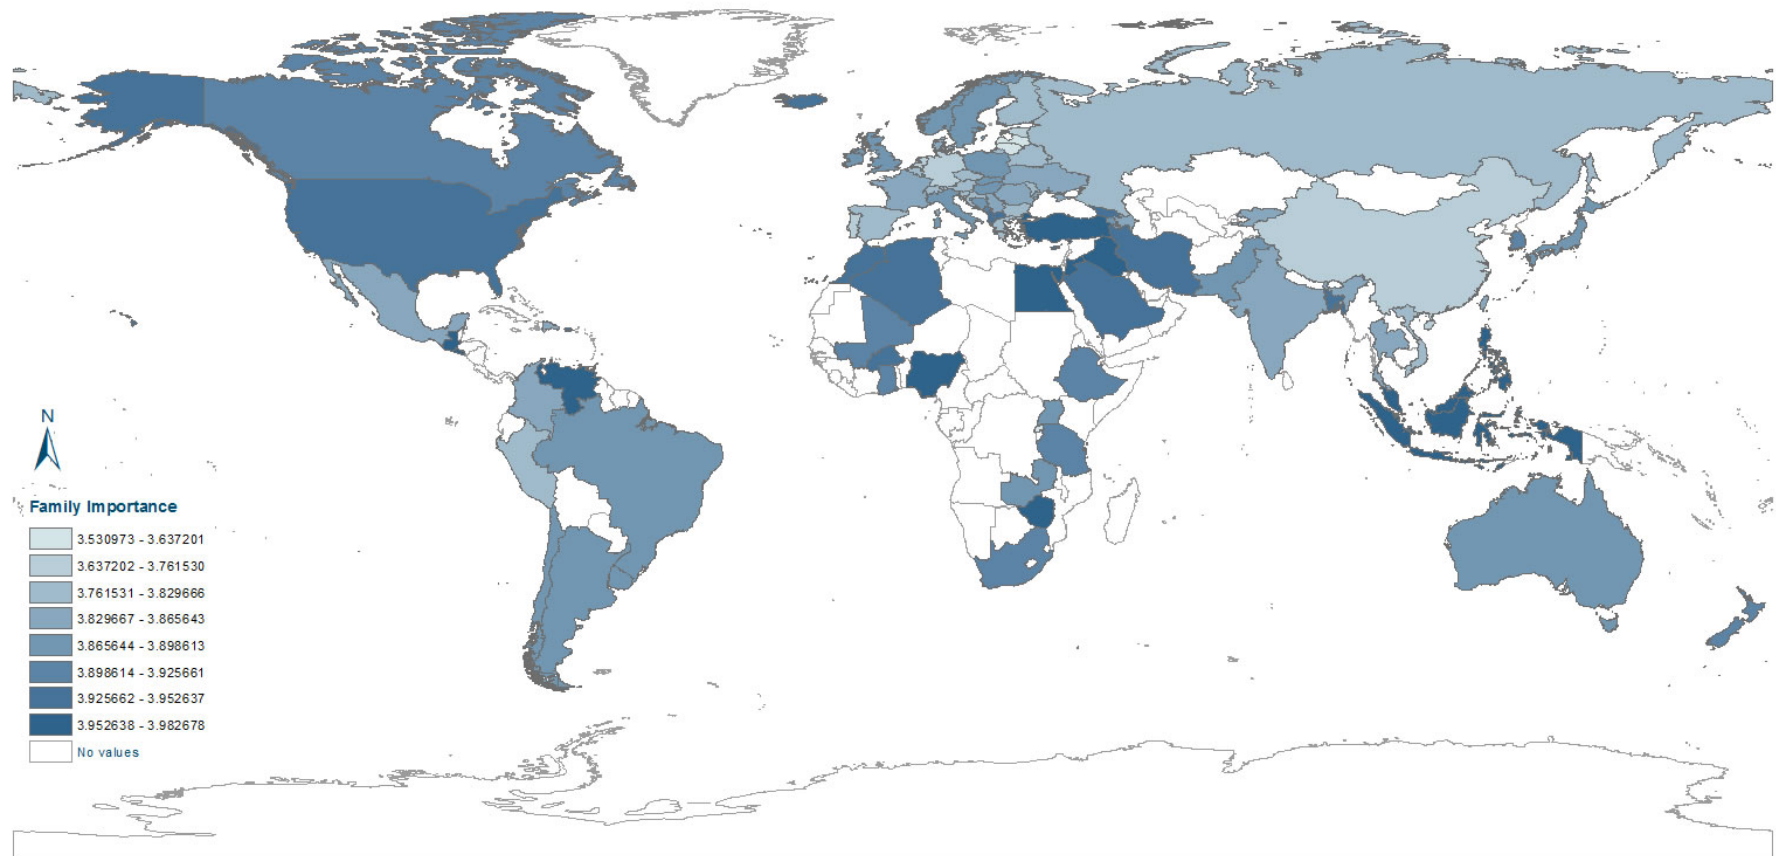 N
Family Importance
3.530973 - 3.637201
3.637202 - 3.761530
3.761531 - 3.829666
3.829667 - 3.865643
3.865644 - 3.898613
3.898614 - 3.925661
3.925662 - 3.952637
3.952638 - 3.982678
No values